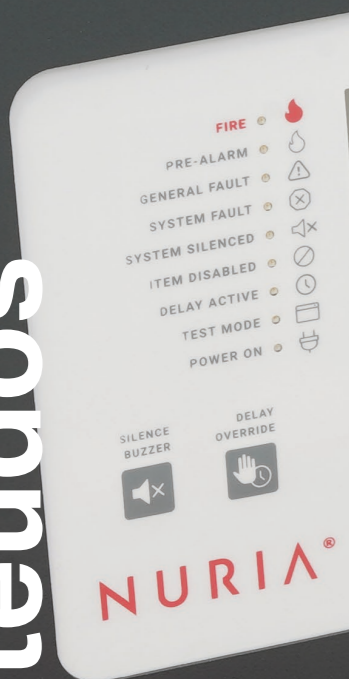 FIRE
PRE-ALARM
GENERAL FAULT
SYSTEM FAULT
SYSTEM SILENCED
ITEM DISABLED
DELAY ACTIVE
TEST MODE
POWER ON
SILENCE
BUZZER
DELAY
OVERRIDE
NURIA®